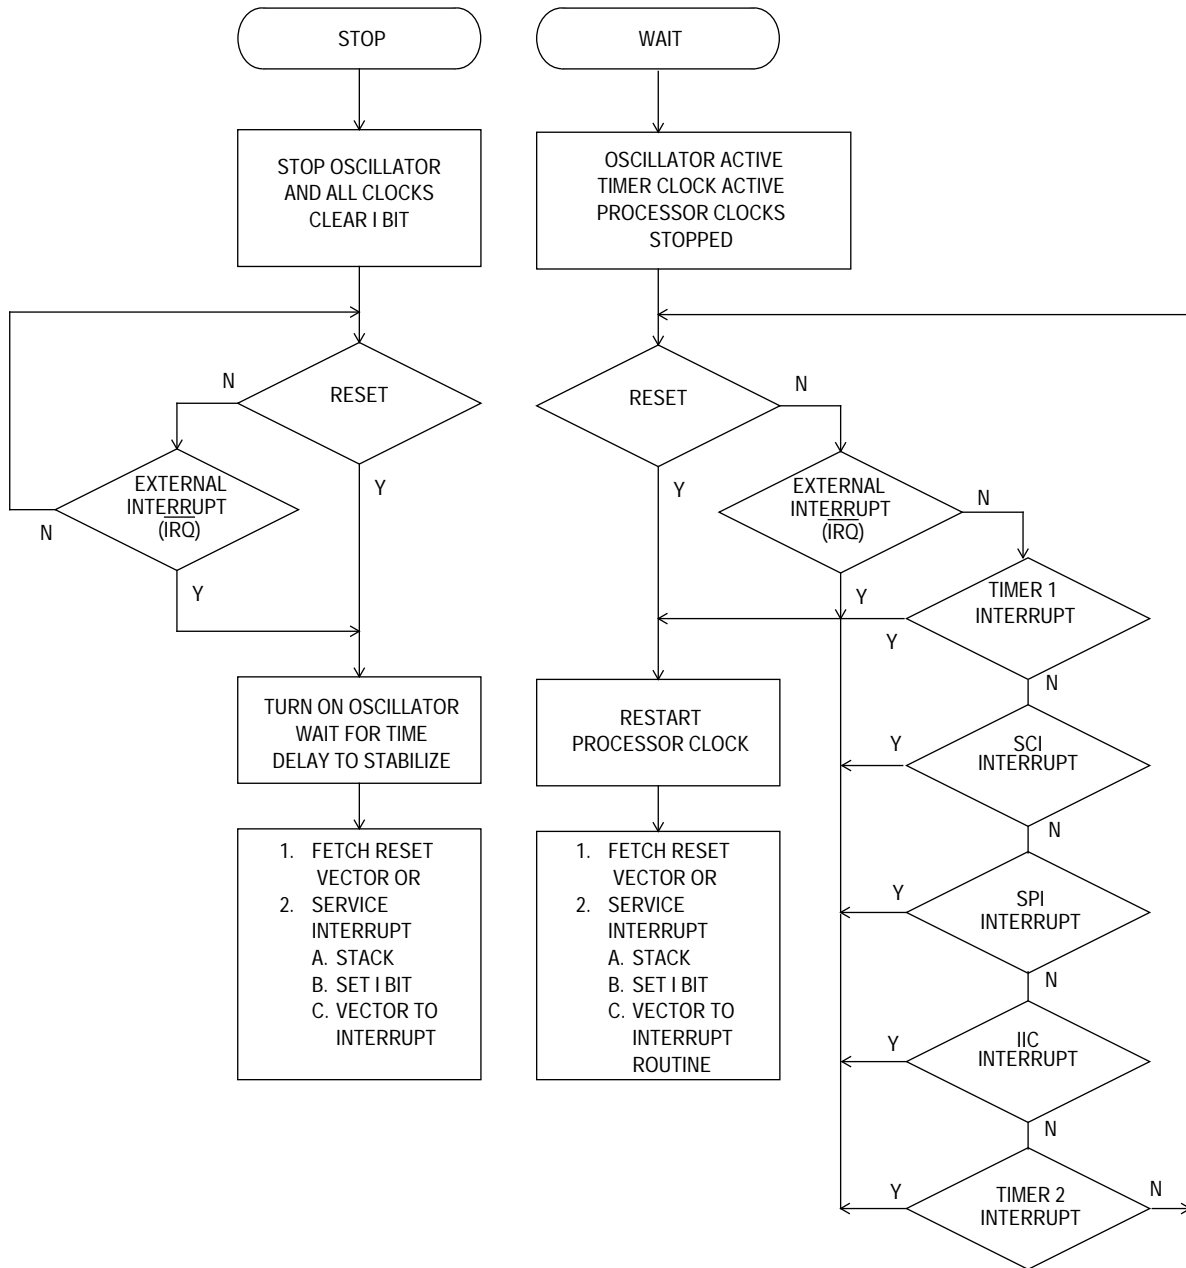 STOP
STOP OSCILLATOR
AND ALL CLOCKS
CLEAR I BIT
RESET
N
Y
EXTERNAL
INTERRUPT
(IRQ)
N
Y
TURN ON OSCILLATOR
WAIT FOR TIME
DELAY TO STABILIZE
1. FETCH RESET
VECTOR OR
2. SERVICE
INTERRUPT
A. STACK
B. SET I BIT
C. VECTOR TO
INTERRUPT
WAIT
OSCILLATOR ACTIVE
TIMER CLOCK ACTIVE
PROCESSOR CLOCKS
STOPPED
RESET
N
Y
EXTERNAL
INTERRUPT
(IRQ)
N
Y
TIMER 1
INTERRUPT
Y
N
RESTART
PROCESSOR CLOCK
SCI
INTERRUPT
Y
N
1. FETCH RESET
VECTOR OR
2. SERVICE
INTERRUPT
A. STACK
B. SET I BIT
C. VECTOR TO
INTERRUPT
ROUTINE
SPI
INTERRUPT
Y
N
IIC
INTERRUPT
Y
N
TIMER 2
INTERRUPT
Y
N